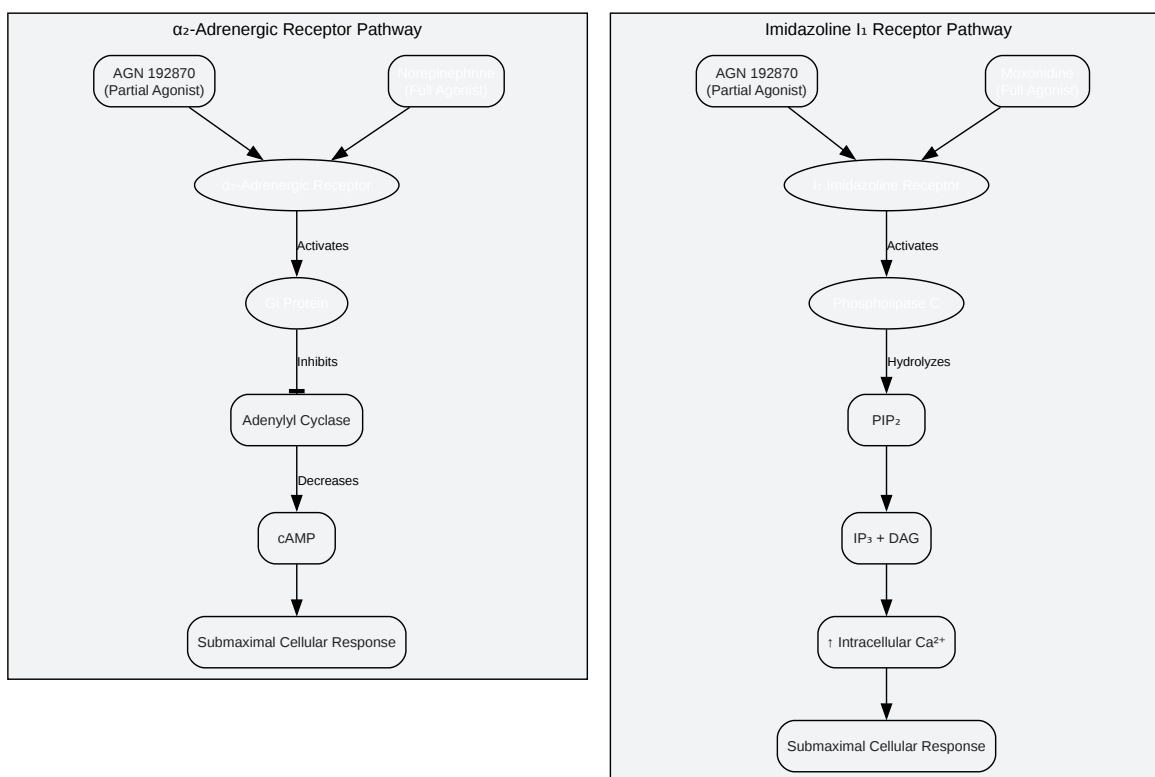 α₂-Adrenergic Receptor Pathway
AGN 192870
(Partial Agonist)
Norepinephrine
(Full Agonist)
α₂-Adrenergic Receptor
Activates
Gi Protein
Inhibits
Adenylyl Cyclase
Decreases
cAMP
Submaximal Cellular Response
Imidazoline I₁ Receptor Pathway
AGN 192870
(Partial Agonist)
Moxonidine
(Full Agonist)
I₁ Imidazoline Receptor
Activates
Phospholipase C
Hydrolyzes
PIP₂
IP₃ + DAG
↑ Intracellular Ca²⁺
Submaximal Cellular Response